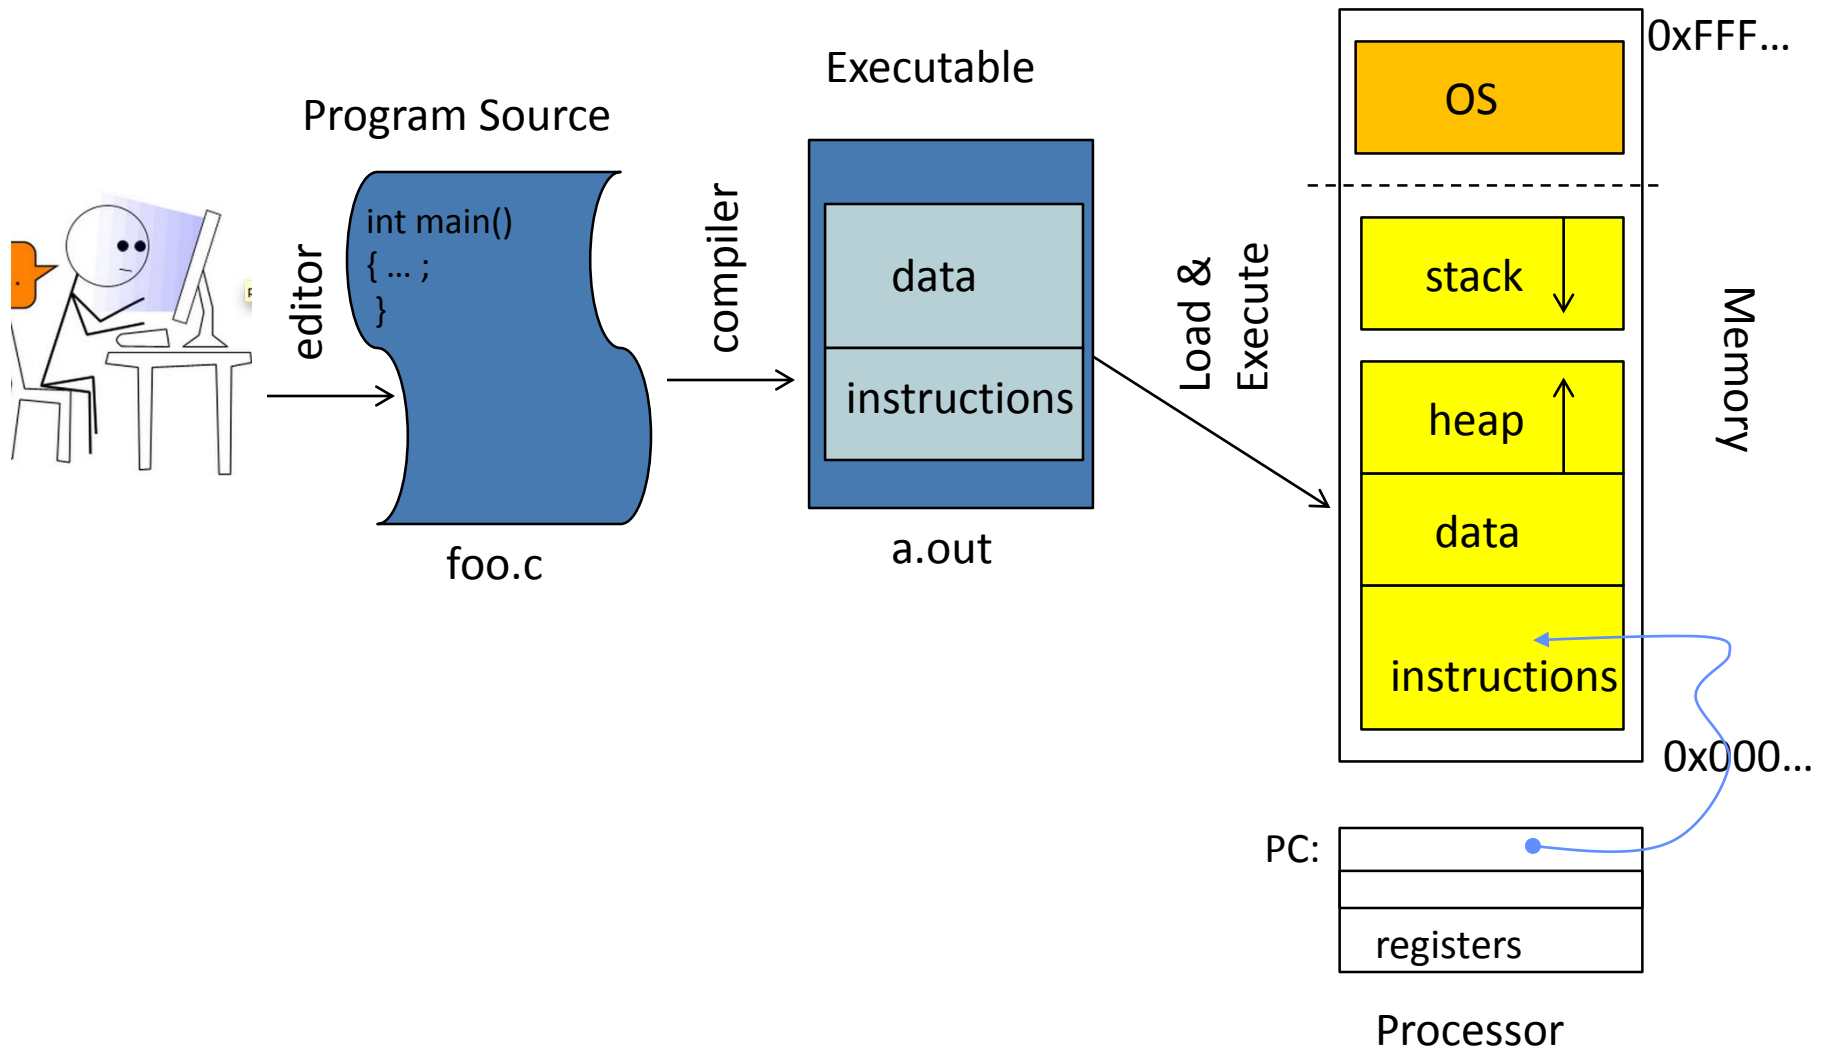 Program Source
Executable
0xFFF...
OS
editor
int main()
{ ... ;
}
compiler
data
instructions
Load &
Execute
stack
heap
data
instructions
Memory
foo.c
a.out
0x000...
PC:
registers
Processor